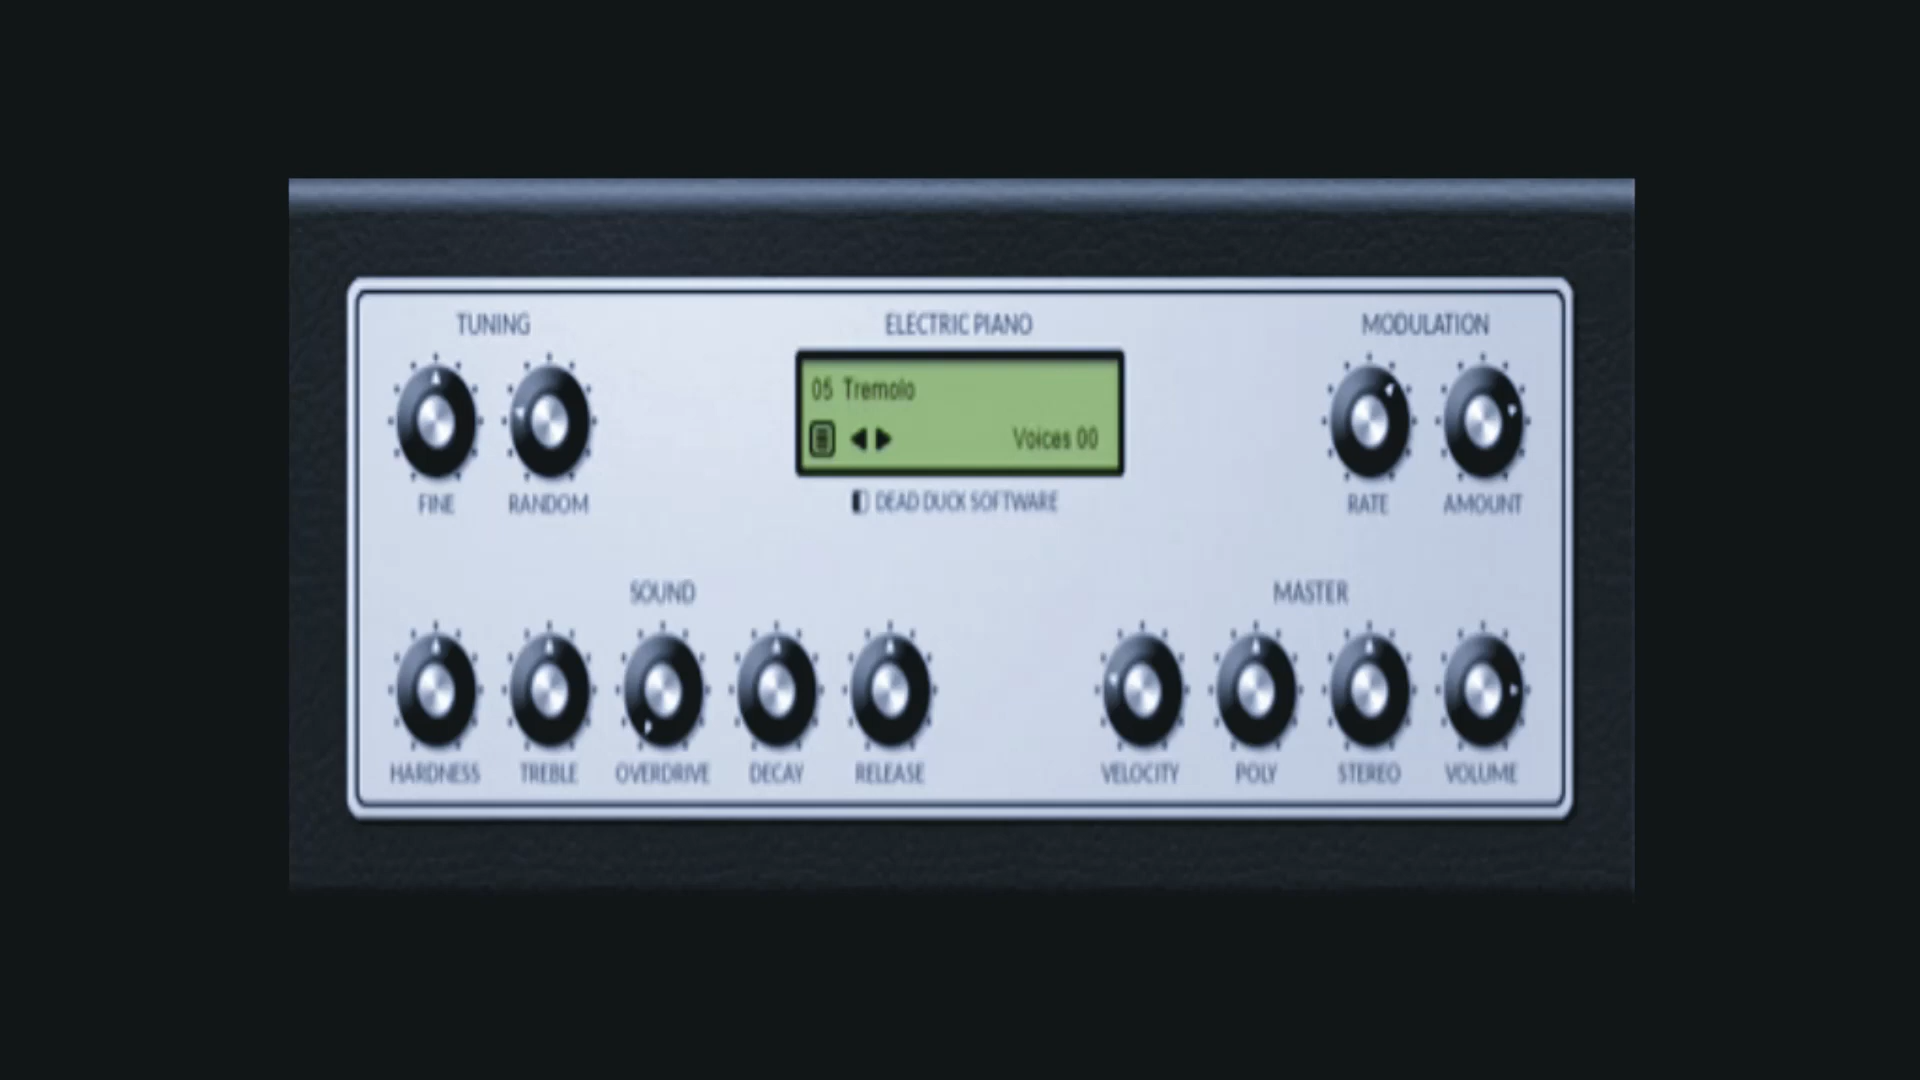 TUNING
ELECTRIC PIANO
MODULATION
05 Tremolo
Voices 00
FINE
RANDOM
DEAD DUCK SOFTWARE
RATE
AMOUNT
SOUND
MASTER
HARDNESS
TREBLE
OVERDRIVE
DECAY
RELEASE
VELOCITY
POLY
STEREO
VOLUME